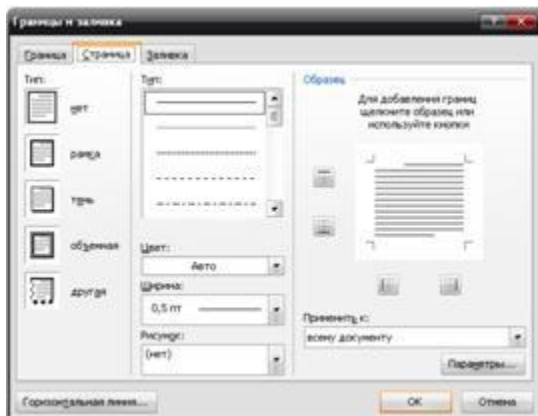 Границы и заливка
Граница Страница Заливка
Тип:
нет
рамка
тень
объемная
другая
Тип:
Цвет:
Авто
Ширина:
0,5 пт
Рисунок:
(нет)
Образец
Для добавления границ
щелкните образец или
используйте кнопки
Применить к:
всему документу
Параметры...
Горизонтальная линия...
ОК Отмена